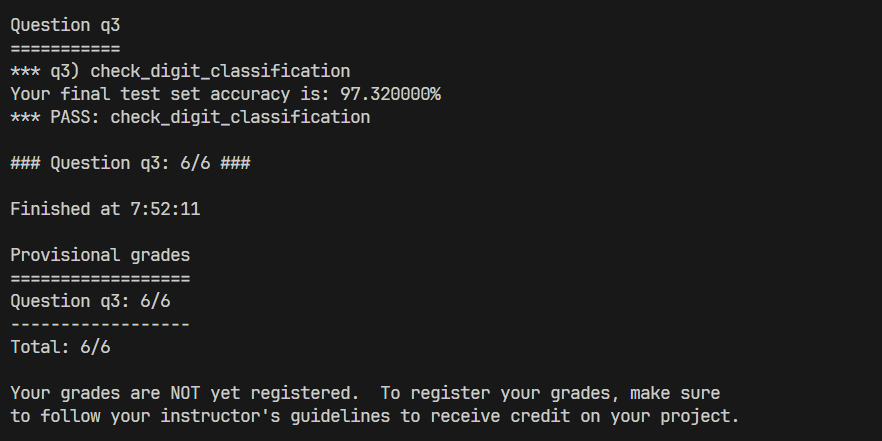 Question q3
===========
*** q3) check_digit_classification
Your final test set accuracy is: 97.320000%
*** PASS: check_digit_classification
### Question q3: 6/6 ###
Finished at 7:52:11
Provisional grades
==================
Question q3: 6/6
------------------
Total: 6/6
Your grades are NOT yet registered.  To register your grades, make sure
to follow your instructor's guidelines to receive credit on your project.